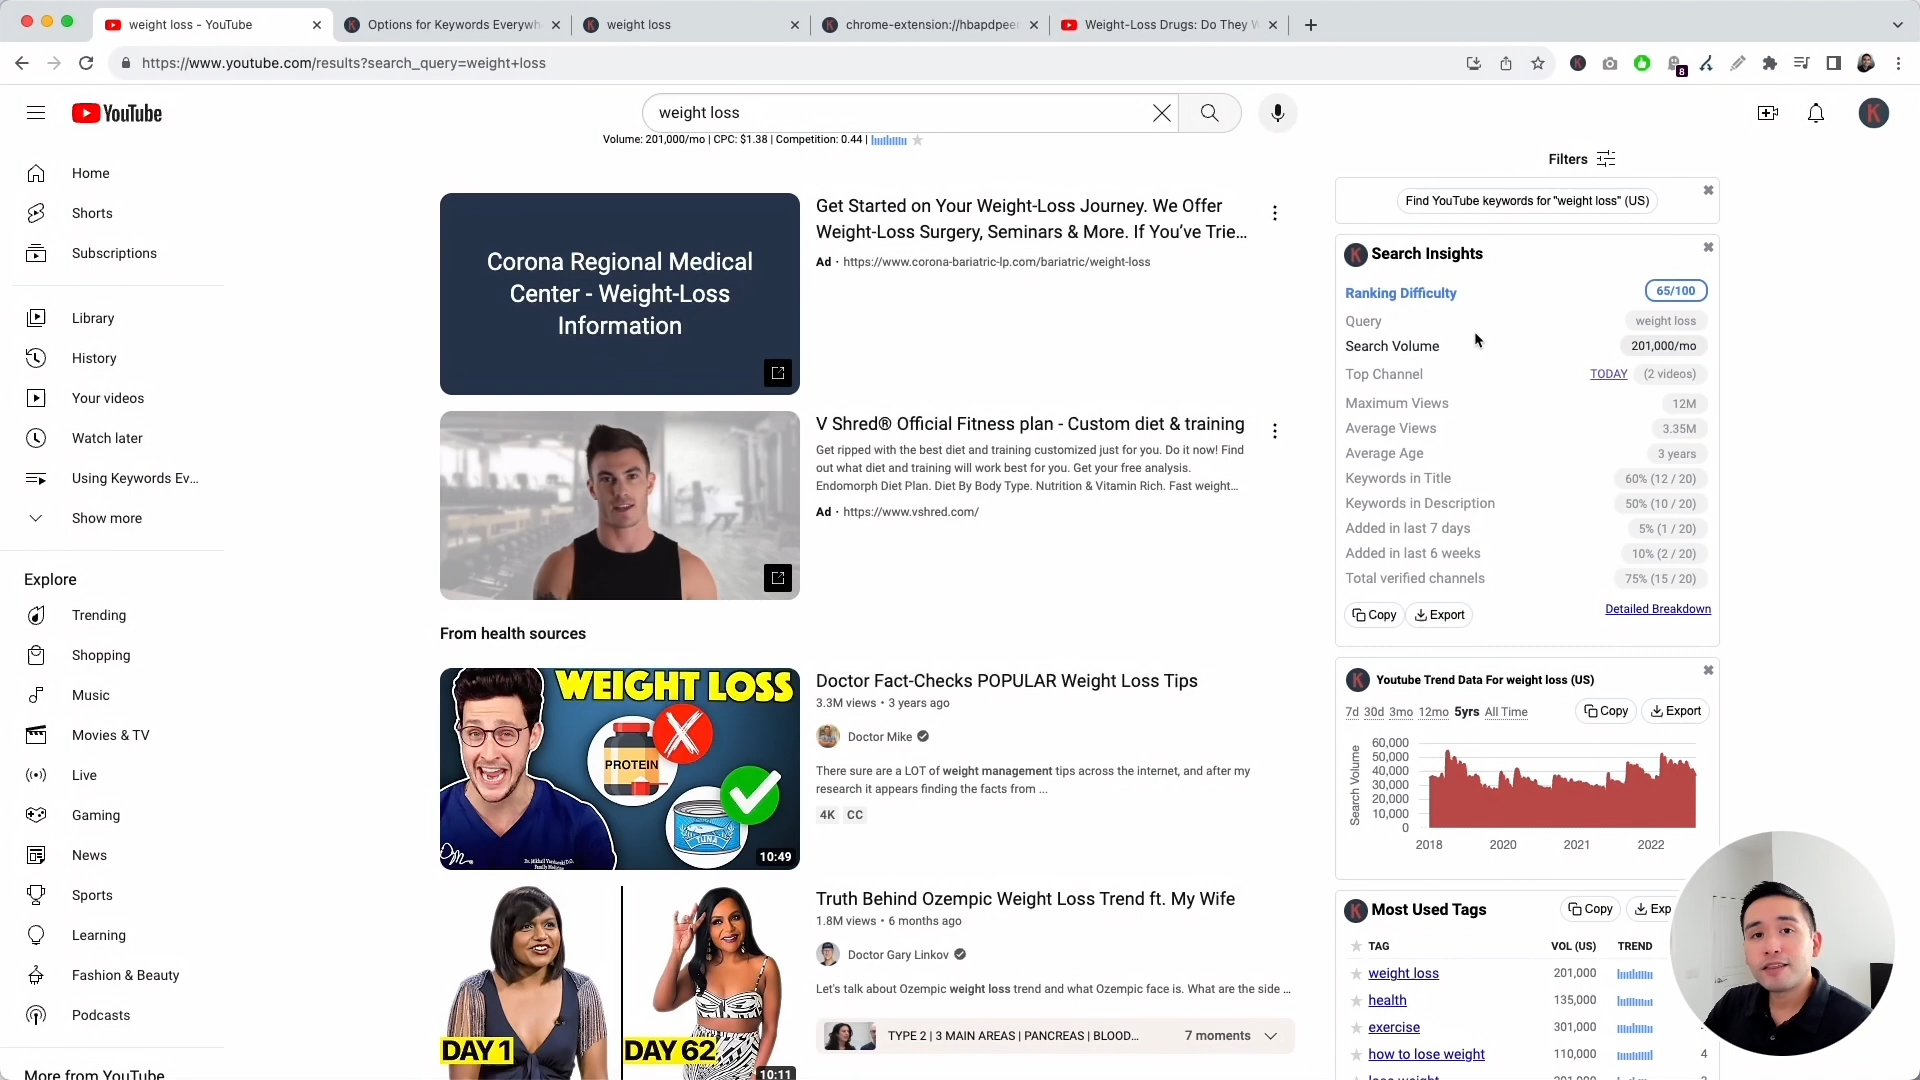 weight loss - YouTube
Options for Keywords Everywh
weight loss
chrome-extension://hbapdpeer
Weight-Loss Drugs: Do They W
https://www.youtube.com/results?search_query=weight+loss
8
YouTube
weight loss
K
Volume: 201,000/mo | CPC: $1.38 | Competition: 0.44 |
Filters
Home
Shorts
Subscriptions
Library
History
Your videos
Watch later
Using Keywords Ev...
Show more
Explore
Trending
Shopping
Music
Movies & TV
Live
Gaming
News
Sports
Learning
Fashion & Beauty
Podcasts
More from YouTube
Corona Regional Medical
Center - Weight-Loss
Information
Get Started on Your Weight-Loss Journey. We Offer
Weight-Loss Surgery, Seminars & More. If You've Trie...
Ad · https://www.corona-bariatric-lp.com/bariatric/weight-loss
V Shred® Official Fitness plan - Custom diet & training
Get ripped with the best diet and training customized just for you. Do it now! Find
out what diet and training will work best for you. Get your free analysis.
Endomorph Diet Plan. Diet By Body Type. Nutrition & Vitamin Rich. Fast weight...
Ad · https://www.vshred.com/
From health sources
WEIGHT LOSS
PROTEIN
TUNA
10:49
Doctor Fact-Checks POPULAR Weight Loss Tips
3.3M views • 3 years ago
Doctor Mike
There sure are a LOT of weight management tips across the internet, and after my
research it appears finding the facts from ...
4K CC
DAY 1
DAY 62
10:11
Truth Behind Ozempic Weight Loss Trend ft. My Wife
1.8M views • 6 months ago
Doctor Gary Linkov
Let's talk about Ozempic weight loss trend and what Ozempic face is. What are the side ...
TYPE 2 | 3 MAIN AREAS | PANCREAS | BLOOD... 7 moments
Find YouTube keywords for "weight loss" (US)
K Search Insights
Ranking Difficulty 65/100
Query weight loss
Search Volume 201,000/mo
Top Channel TODAY (2 videos)
Maximum Views 12M
Average Views 3.35M
Average Age 3 years
Keywords in Title 60% (12 / 20)
Keywords in Description 50% (10 / 20)
Added in last 7 days 5% (1 / 20)
Added in last 6 weeks 10% (2 / 20)
Total verified channels 75% (15 / 20)
Copy Export Detailed Breakdown
K Youtube Trend Data For weight loss (US)
7d 30d 3mo 12mo 5yrs All Time Copy Export
Search Volume
60,000
50,000
40,000
30,000
20,000
10,000
0
2018 2020 2021 2022
K Most Used Tags Copy Exp
TAG VOL (US) TREND
weight loss 201,000
health 135,000
exercise 301,000
how to lose weight 110,000 4